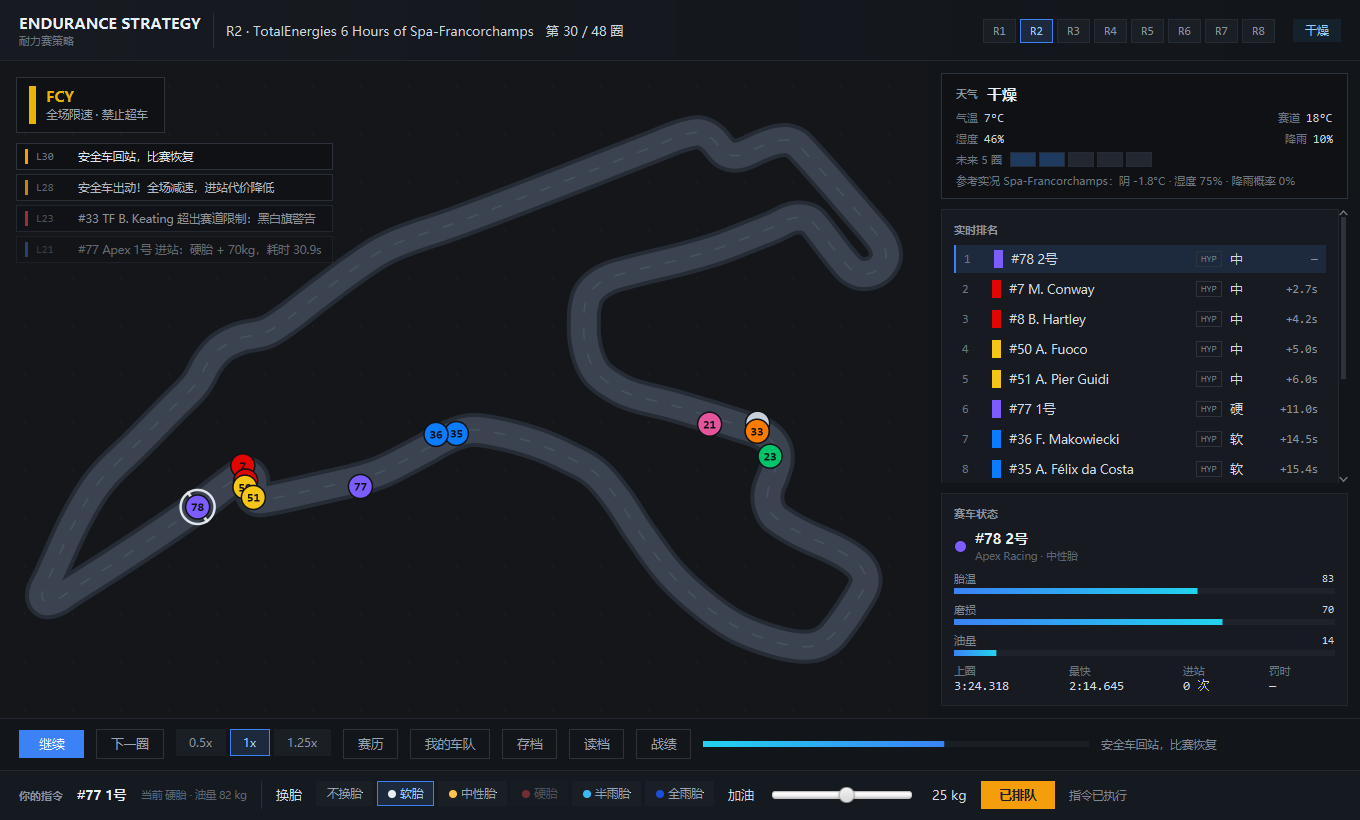 ENDURANCE STRATEGY
耐力赛策略
R2 · TotalEnergies 6 Hours of Spa-Francorchamps 第 30 / 48 圈
R1 R2 R3 R4 R5 R6 R7 R8 干燥
FCY
全场限速 · 禁止超车
L30 安全车回站，比赛恢复
L28 安全车出动！全场减速，进站代价降低
L23 #33 TF B. Keating 超出赛道限制：黑白旗警告
L21 #77 Apex 1号 进站：硬胎 + 70kg，耗时 30.9s
7
51
78
77
36
35
21
33
23
天气 干燥
气温 7°C 赛道 18°C
湿度 46% 降雨 10%
未来 5 圈
参考实况 Spa-Francorchamps：阴 -1.8°C · 湿度 75% · 降雨概率 0%
实时排名
1 #78 2号 HYP 中 —
2 #7 M. Conway HYP 中 +2.7s
3 #8 B. Hartley HYP 中 +4.2s
4 #50 A. Fuoco HYP 中 +5.0s
5 #51 A. Pier Guidi HYP 中 +6.0s
6 #77 1号 HYP 硬 +11.0s
7 #36 F. Makowiecki HYP 软 +14.5s
8 #35 A. Félix da Costa HYP 软 +15.4s
赛车状态
#78 2号
Apex Racing · 中性胎
胎温 83
磨损 70
油量 14
上圈 最快 进站 罚时
3:24.318 2:14.645 0 次 —
继续 下一圈 0.5x 1x 1.25x 赛历 我的车队 存档 读档 战绩 安全车回站，比赛恢复
你的指令 #77 1号 当前 硬胎 · 油量 82 kg 换胎 不换胎 软胎 中性胎 硬胎 半雨胎 全雨胎 加油 25 kg 已排队 指令已执行